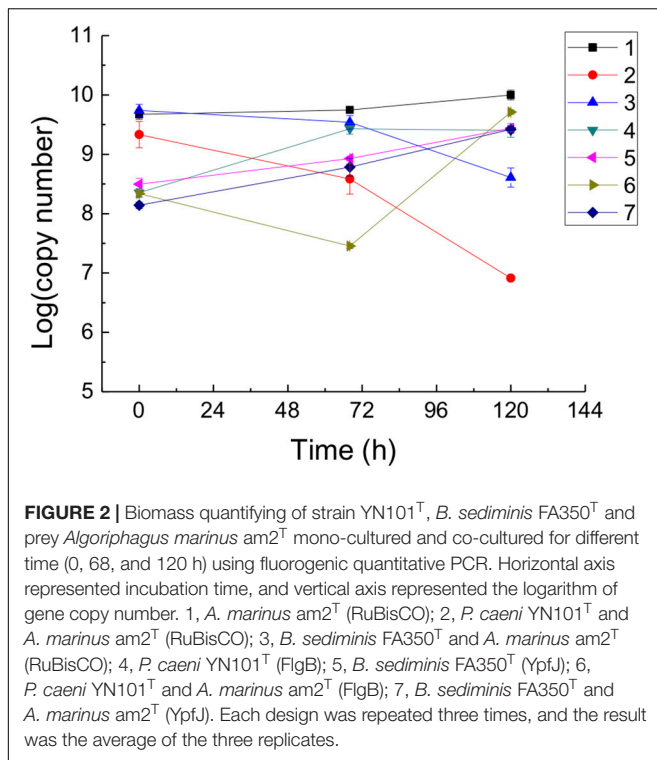 11
10
9
8
7
6
5
Log(copy number)
0 24 48 72 96 120 144
Time (h)
1
2
3
4
5
6
7
FIGURE 2 | Biomass quantifying of strain YN101ᵀ, B. sediminis FA350ᵀ and
prey Algoriphagus marinus am2ᵀ mono-cultured and co-cultured for different
time (0, 68, and 120 h) using fluorogenic quantitative PCR. Horizontal axis
represented incubation time, and vertical axis represented the logarithm of
gene copy number. 1, A. marinus am2ᵀ (RuBisCO); 2, P. caeni YN101ᵀ and
A. marinus am2ᵀ (RuBisCO); 3, B. sediminis FA350ᵀ and A. marinus am2ᵀ
(RuBisCO); 4, P. caeni YN101ᵀ (FlgB); 5, B. sediminis FA350ᵀ (YpfJ); 6,
P. caeni YN101ᵀ and A. marinus am2ᵀ (FlgB); 7, B. sediminis FA350ᵀ and
A. marinus am2ᵀ (YpfJ). Each design was repeated three times, and the result
was the average of the three replicates.